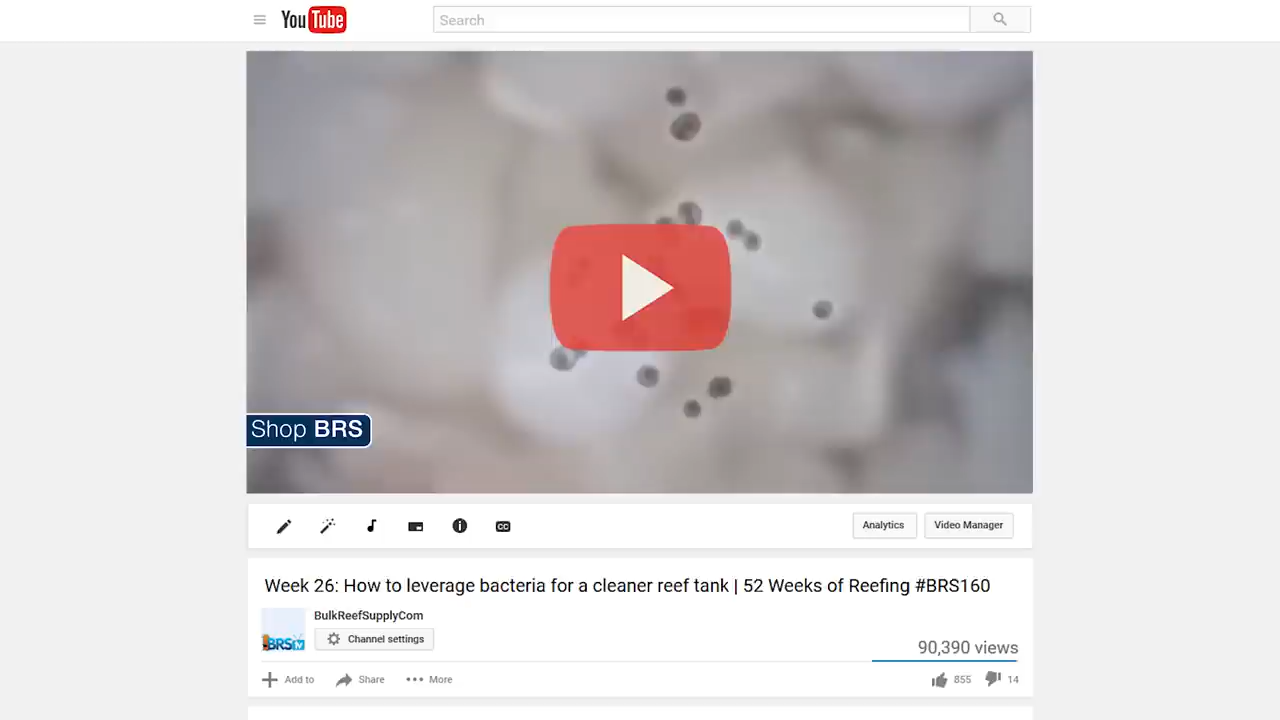 YouTube
Search
Shop BRS
Analytics
Video Manager
Week 26: How to leverage bacteria for a cleaner reef tank | 52 Weeks of Reefing #BRS160
BRStv
BulkReefSupplyCom
Channel settings
90,390 views
Add to
Share
More
855
14